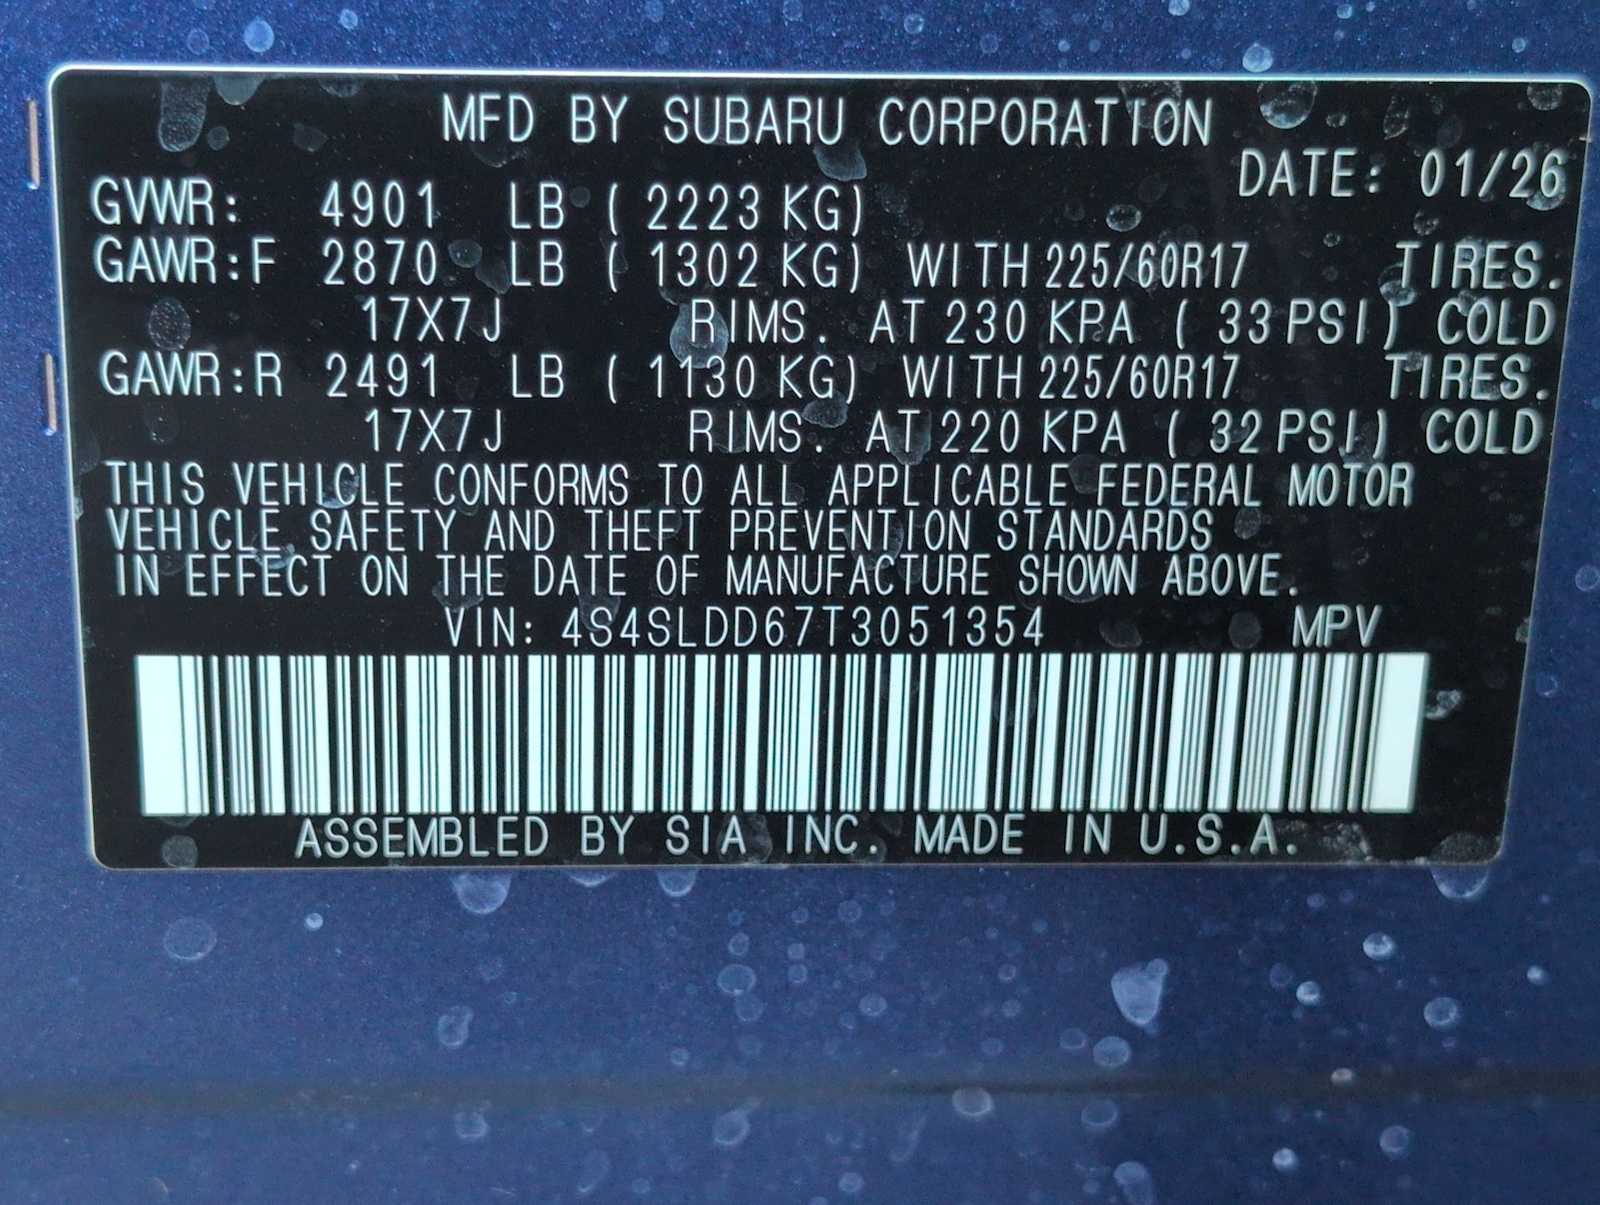 MFD BY SUBARU CORPORATION
DATE: 01/26
GVWR: 4901 LB ( 2223 KG)
GAWR:F 2870 LB ( 1302 KG) WITH 225/60R17 TIRES.
17X7J RIMS. AT 230 KPA ( 33 PSI) COLD
GAWR:R 2491 LB ( 1130 KG) WITH 225/60R17 TIRES.
17X7J RIMS. AT 220 KPA ( 32 PSI) COLD
THIS VEHICLE CONFORMS TO ALL APPLICABLE FEDERAL MOTOR
VEHICLE SAFETY AND THEFT PREVENTION STANDARDS
IN EFFECT ON THE DATE OF MANUFACTURE SHOWN ABOVE.
VIN: 4S4SLDD67T3051354 MPV
ASSEMBLED BY SIA INC. MADE IN U.S.A.